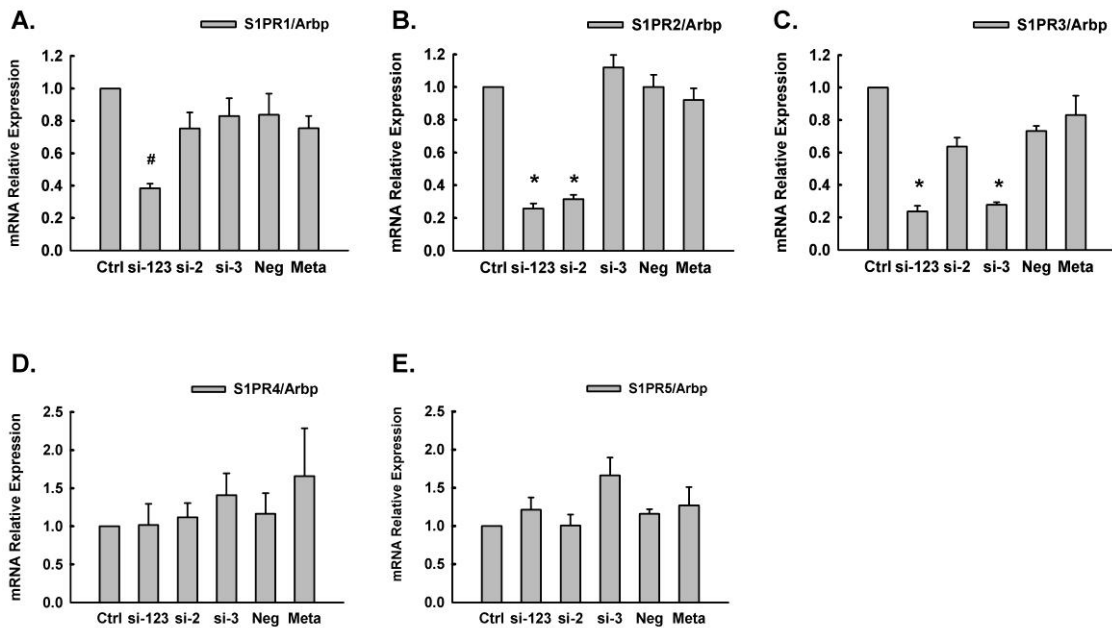 A.
S1PR1/Arbp
mRNA Relative Expression
1.2
1.0
0.8
0.6
0.4
0.2
0.0
#
Ctrl si-123 si-2 si-3 Neg Meta
B.
S1PR2/Arbp
mRNA Relative Expression
1.2
1.0
0.8
0.6
0.4
0.2
0.0
* *
Ctrl si-123 si-2 si-3 Neg Meta
C.
S1PR3/Arbp
mRNA Relative Expression
1.2
1.0
0.8
0.6
0.4
0.2
0.0
* *
Ctrl si-123 si-2 si-3 Neg Meta
D.
S1PR4/Arbp
mRNA Relative Expression
2.5
2.0
1.5
1.0
0.5
0.0
Ctrl si-123 si-2 si-3 Neg Meta
E.
S1PR5/Arbp
mRNA Relative Expression
2.5
2.0
1.5
1.0
0.5
0.0
Ctrl si-123 si-2 si-3 Neg Meta